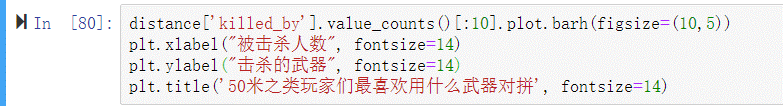 In [80]: distance['killed_by'].value_counts()[:10].plot.barh(figsize=(10,5))
plt.xlabel("被击杀人数", fontsize=14)
plt.ylabel("击杀的武器", fontsize=14)
plt.title('50米之类玩家们最喜欢用什么武器对拼', fontsize=14)